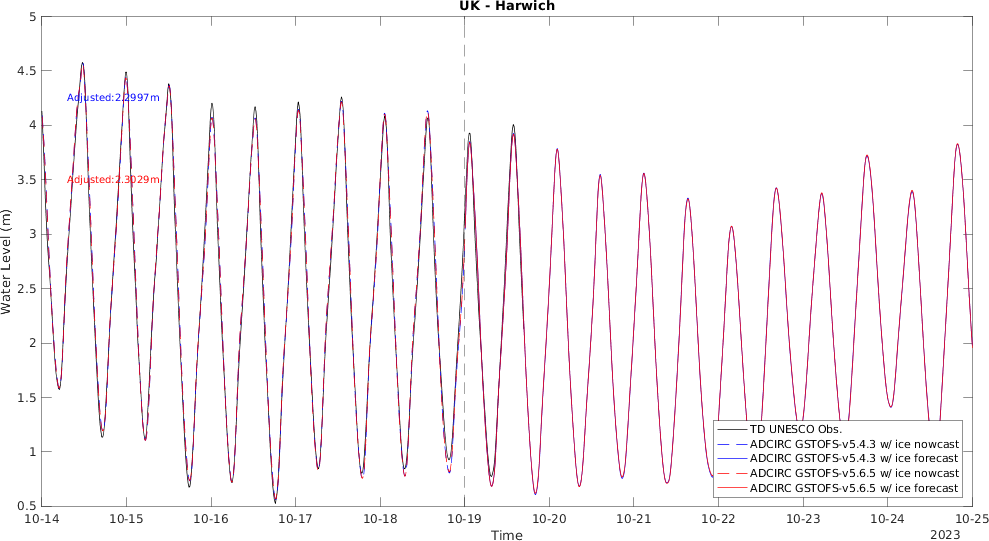 UK - Harwich
5
4.5
4
3.5
3
2.5
2
1.5
1
0.5
Water Level (m)
Adjusted:2.2997m
Adjusted:2.3029m
TD UNESCO Obs.
ADCIRC GSTOFS-v5.4.3 w/ ice nowcast
ADCIRC GSTOFS-v5.4.3 w/ ice forecast
ADCIRC GSTOFS-v5.6.5 w/ ice nowcast
ADCIRC GSTOFS-v5.6.5 w/ ice forecast
10-14 10-15 10-16 10-17 10-18 10-19 10-20 10-21 10-22 10-23 10-24 10-25
Time
2023